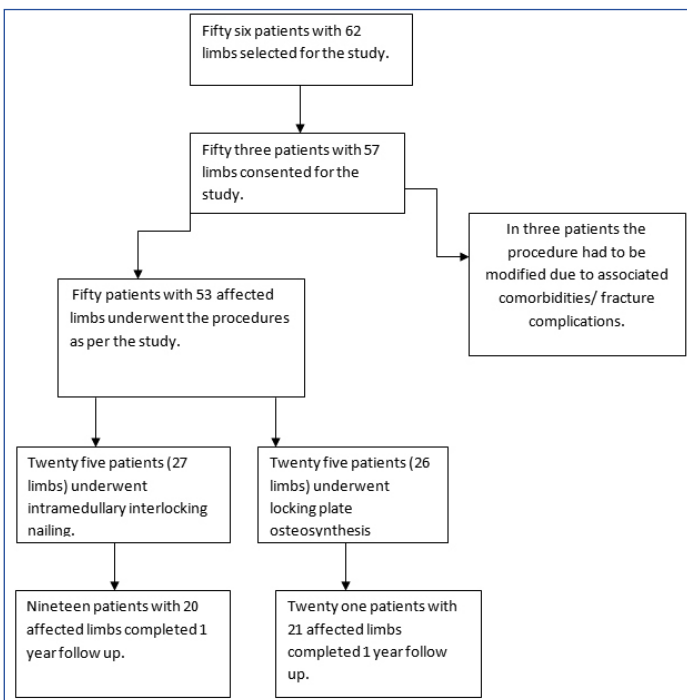 Fifty six patients with 62
limbs selected for the study.
Fifty three patients with 57
limbs consented for the
study.
In three patients the
procedure had to be
modified due to associated
comorbidities/ fracture
complications.
Fifty patients with 53 affected
limbs underwent the procedures
as per the study.
Twenty five patients (27
limbs) underwent
intramedullary interlocking
nailing.
Twenty five patients (26
limbs) underwent
locking plate
osteosynthesis
Nineteen patients with 20
affected limbs completed 1
year follow up.
Twenty one patients with
21 affected limbs
completed 1 year follow
up.